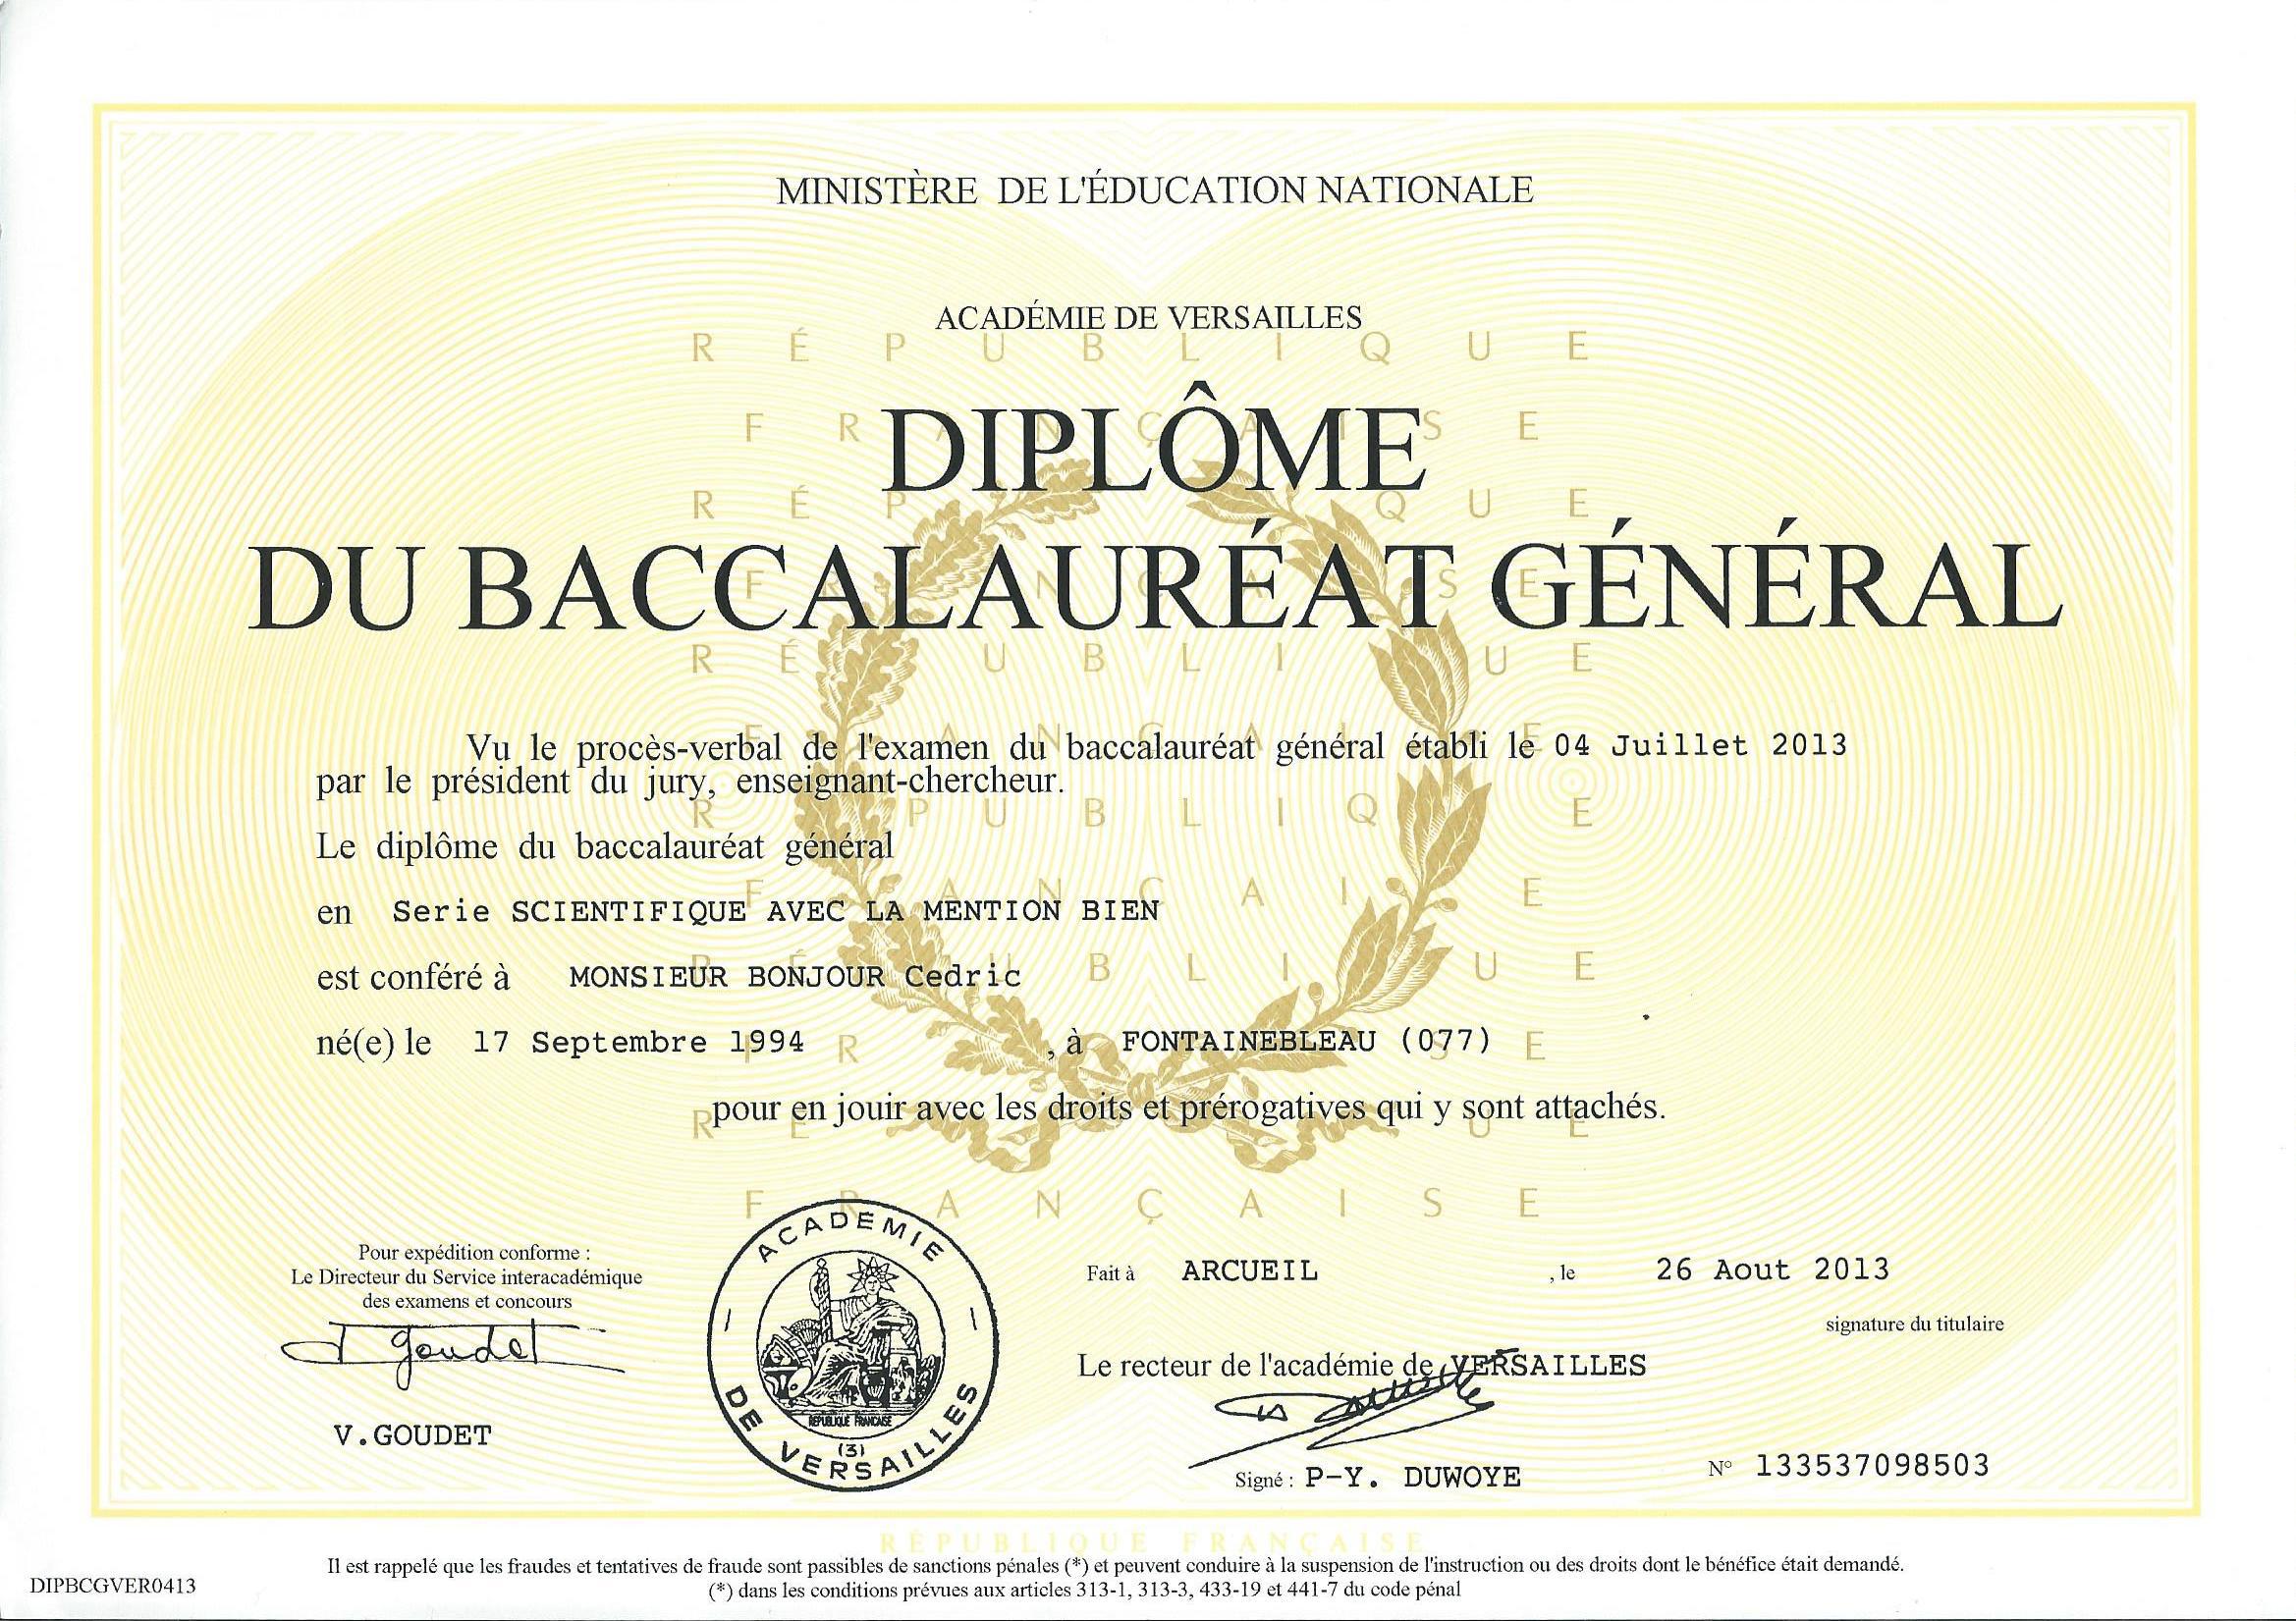 MINISTÈRE DE L'ÉDUCATION NATIONALE
ACADÉMIE DE VERSAILLES
RÉPUBLIQUE
FRANÇAISE
DIPLÔME
DU BACCALAURÉAT GÉNÉRAL
Vu le procès-verbal de l'examen du baccalauréat général établi le 04 Juillet 2013
par le président du jury, enseignant-chercheur.
Le diplôme du baccalauréat général
en Serie SCIENTIFIQUE AVEC LA MENTION BIEN
est conféré à MONSIEUR BONJOUR Cedric
né(e) le 17 Septembre 1994 , à FONTAINEBLEAU (077)
pour en jouir avec les droits et prérogatives qui y sont attachés.
FRANÇAISE
Pour expédition conforme :
Le Directeur du Service interacadémique
des examens et concours
Goudet
V.GOUDET
ACADEMIE
DE VERSAILLES
REPUBLIQUE FRANCAISE
(3)
Fait à ARCUEIL , le 26 Aout 2013
signature du titulaire
Le recteur de l'académie de VERSAILLES
Signé : P-Y. DUWOYE
N° 133537098503
RÉPUBLIQUE FRANÇAISE
Il est rappelé que les fraudes et tentatives de fraude sont passibles de sanctions pénales (*) et peuvent conduire à la suspension de l'instruction ou des droits dont le bénéfice était demandé.
(*) dans les conditions prévues aux articles 313-1, 313-3, 433-19 et 441-7 du code pénal
DIPBCGVER0413